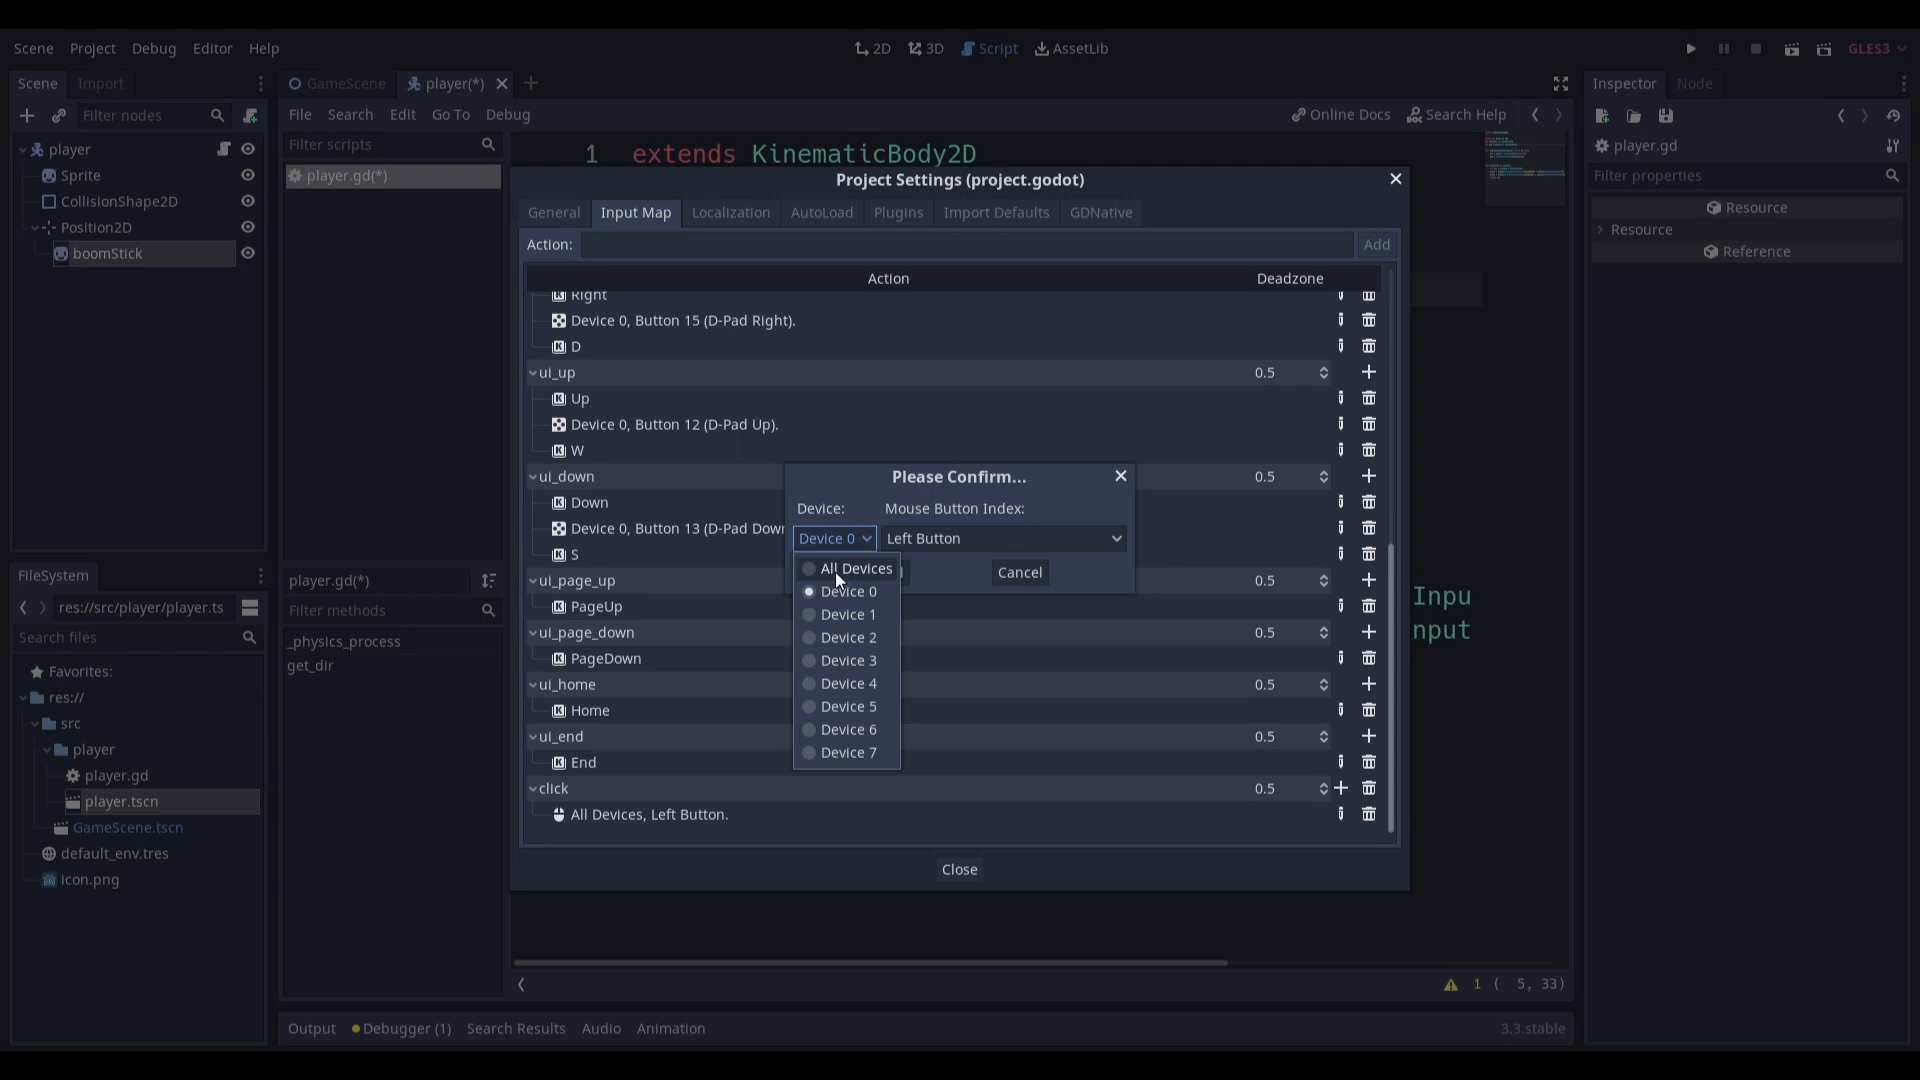 Scene Project Debug Editor Help
2D 3D Script AssetLib
GLES3
Scene Import
Filter nodes
player
Sprite
CollisionShape2D
Position2D
boomStick
FileSystem
res://src/player/player.ts
Search files
Favorites:
res://
src
player
player.gd
player.tscn
GameScene.tscn
default_env.tres
icon.png
GameScene player(*)
File Search Edit Go To Debug
Online Docs Search Help
Filter scripts
player.gd(*)
player.gd(*)
Filter methods
_physics_process
get_dir
1 extends KinematicBody2D
Project Settings (project.godot)
General Input Map Localization AutoLoad Plugins Import Defaults GDNative
Action: Add
Action Deadzone
Right
Device 0, Button 15 (D-Pad Right).
D
ui_up 0.5
Up
Device 0, Button 12 (D-Pad Up).
W
ui_down 0.5
Down
Device 0, Button 13 (D-Pad Down
S
ui_page_up 0.5
PageUp
ui_page_down 0.5
PageDown
ui_home 0.5
Home
ui_end 0.5
End
click 0.5
All Devices, Left Button.
Close
Please Confirm...
Device: Mouse Button Index:
Device 0 Left Button
Cancel
All Devices
Device 0
Device 1
Device 2
Device 3
Device 4
Device 5
Device 6
Device 7
Inpu
nput
1 ( 5, 33)
Output Debugger (1) Search Results Audio Animation
3.3.stable
Inspector Node
player.gd
Filter properties
Resource
Resource
Reference